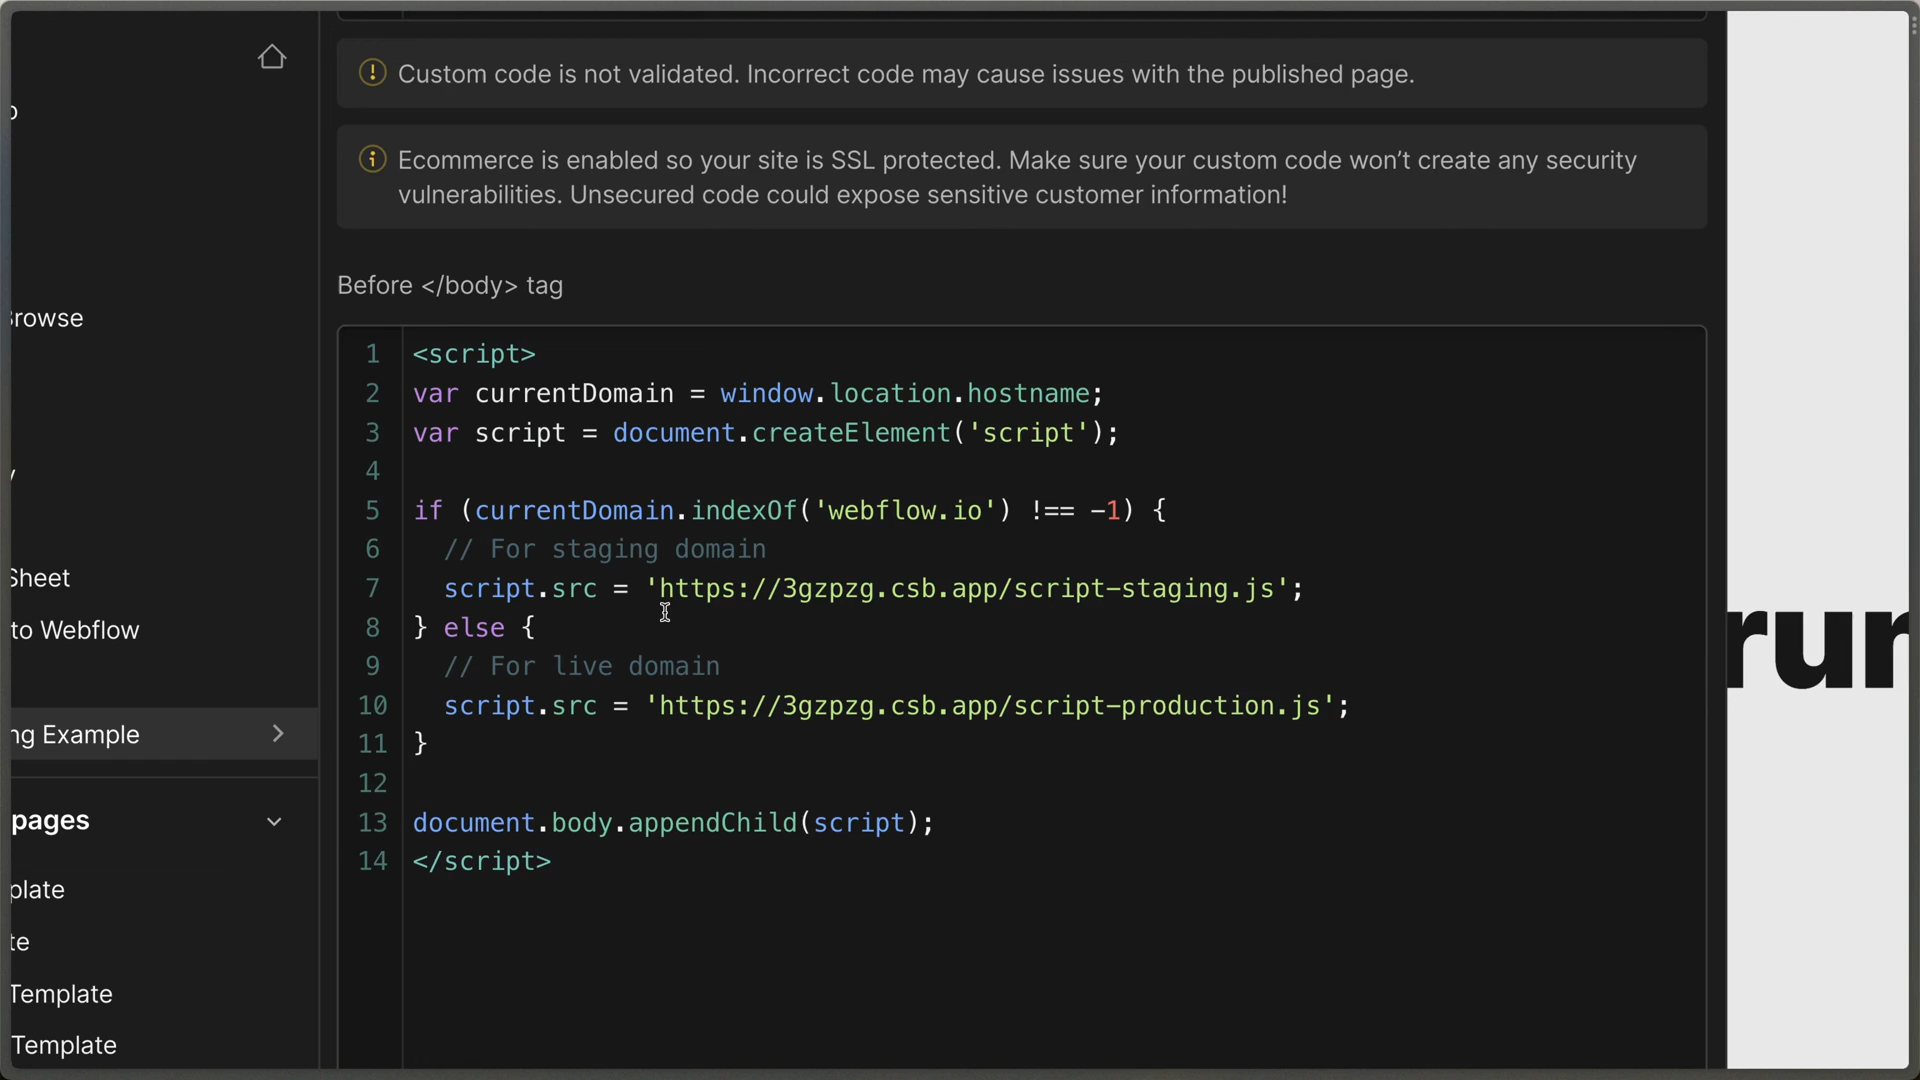 Custom code is not validated. Incorrect code may cause issues with the published page.
Ecommerce is enabled so your site is SSL protected. Make sure your custom code won’t create any security
vulnerabilities. Unsecured code could expose sensitive customer information!
Before </body> tag
1 <script>
2 var currentDomain = window.location.hostname;
3 var script = document.createElement('script');
4
5 if (currentDomain.indexOf('webflow.io') !== -1) {
6 // For staging domain
7 script.src = 'https://3gzpzg.csb.app/script-staging.js';
8 } else {
9 // For live domain
10 script.src = 'https://3gzpzg.csb.app/script-production.js';
11 }
12
13 document.body.appendChild(script);
14 </script>
rowse
Sheet
to Webflow
ng Example
pages
plate
te
Template
Template
run